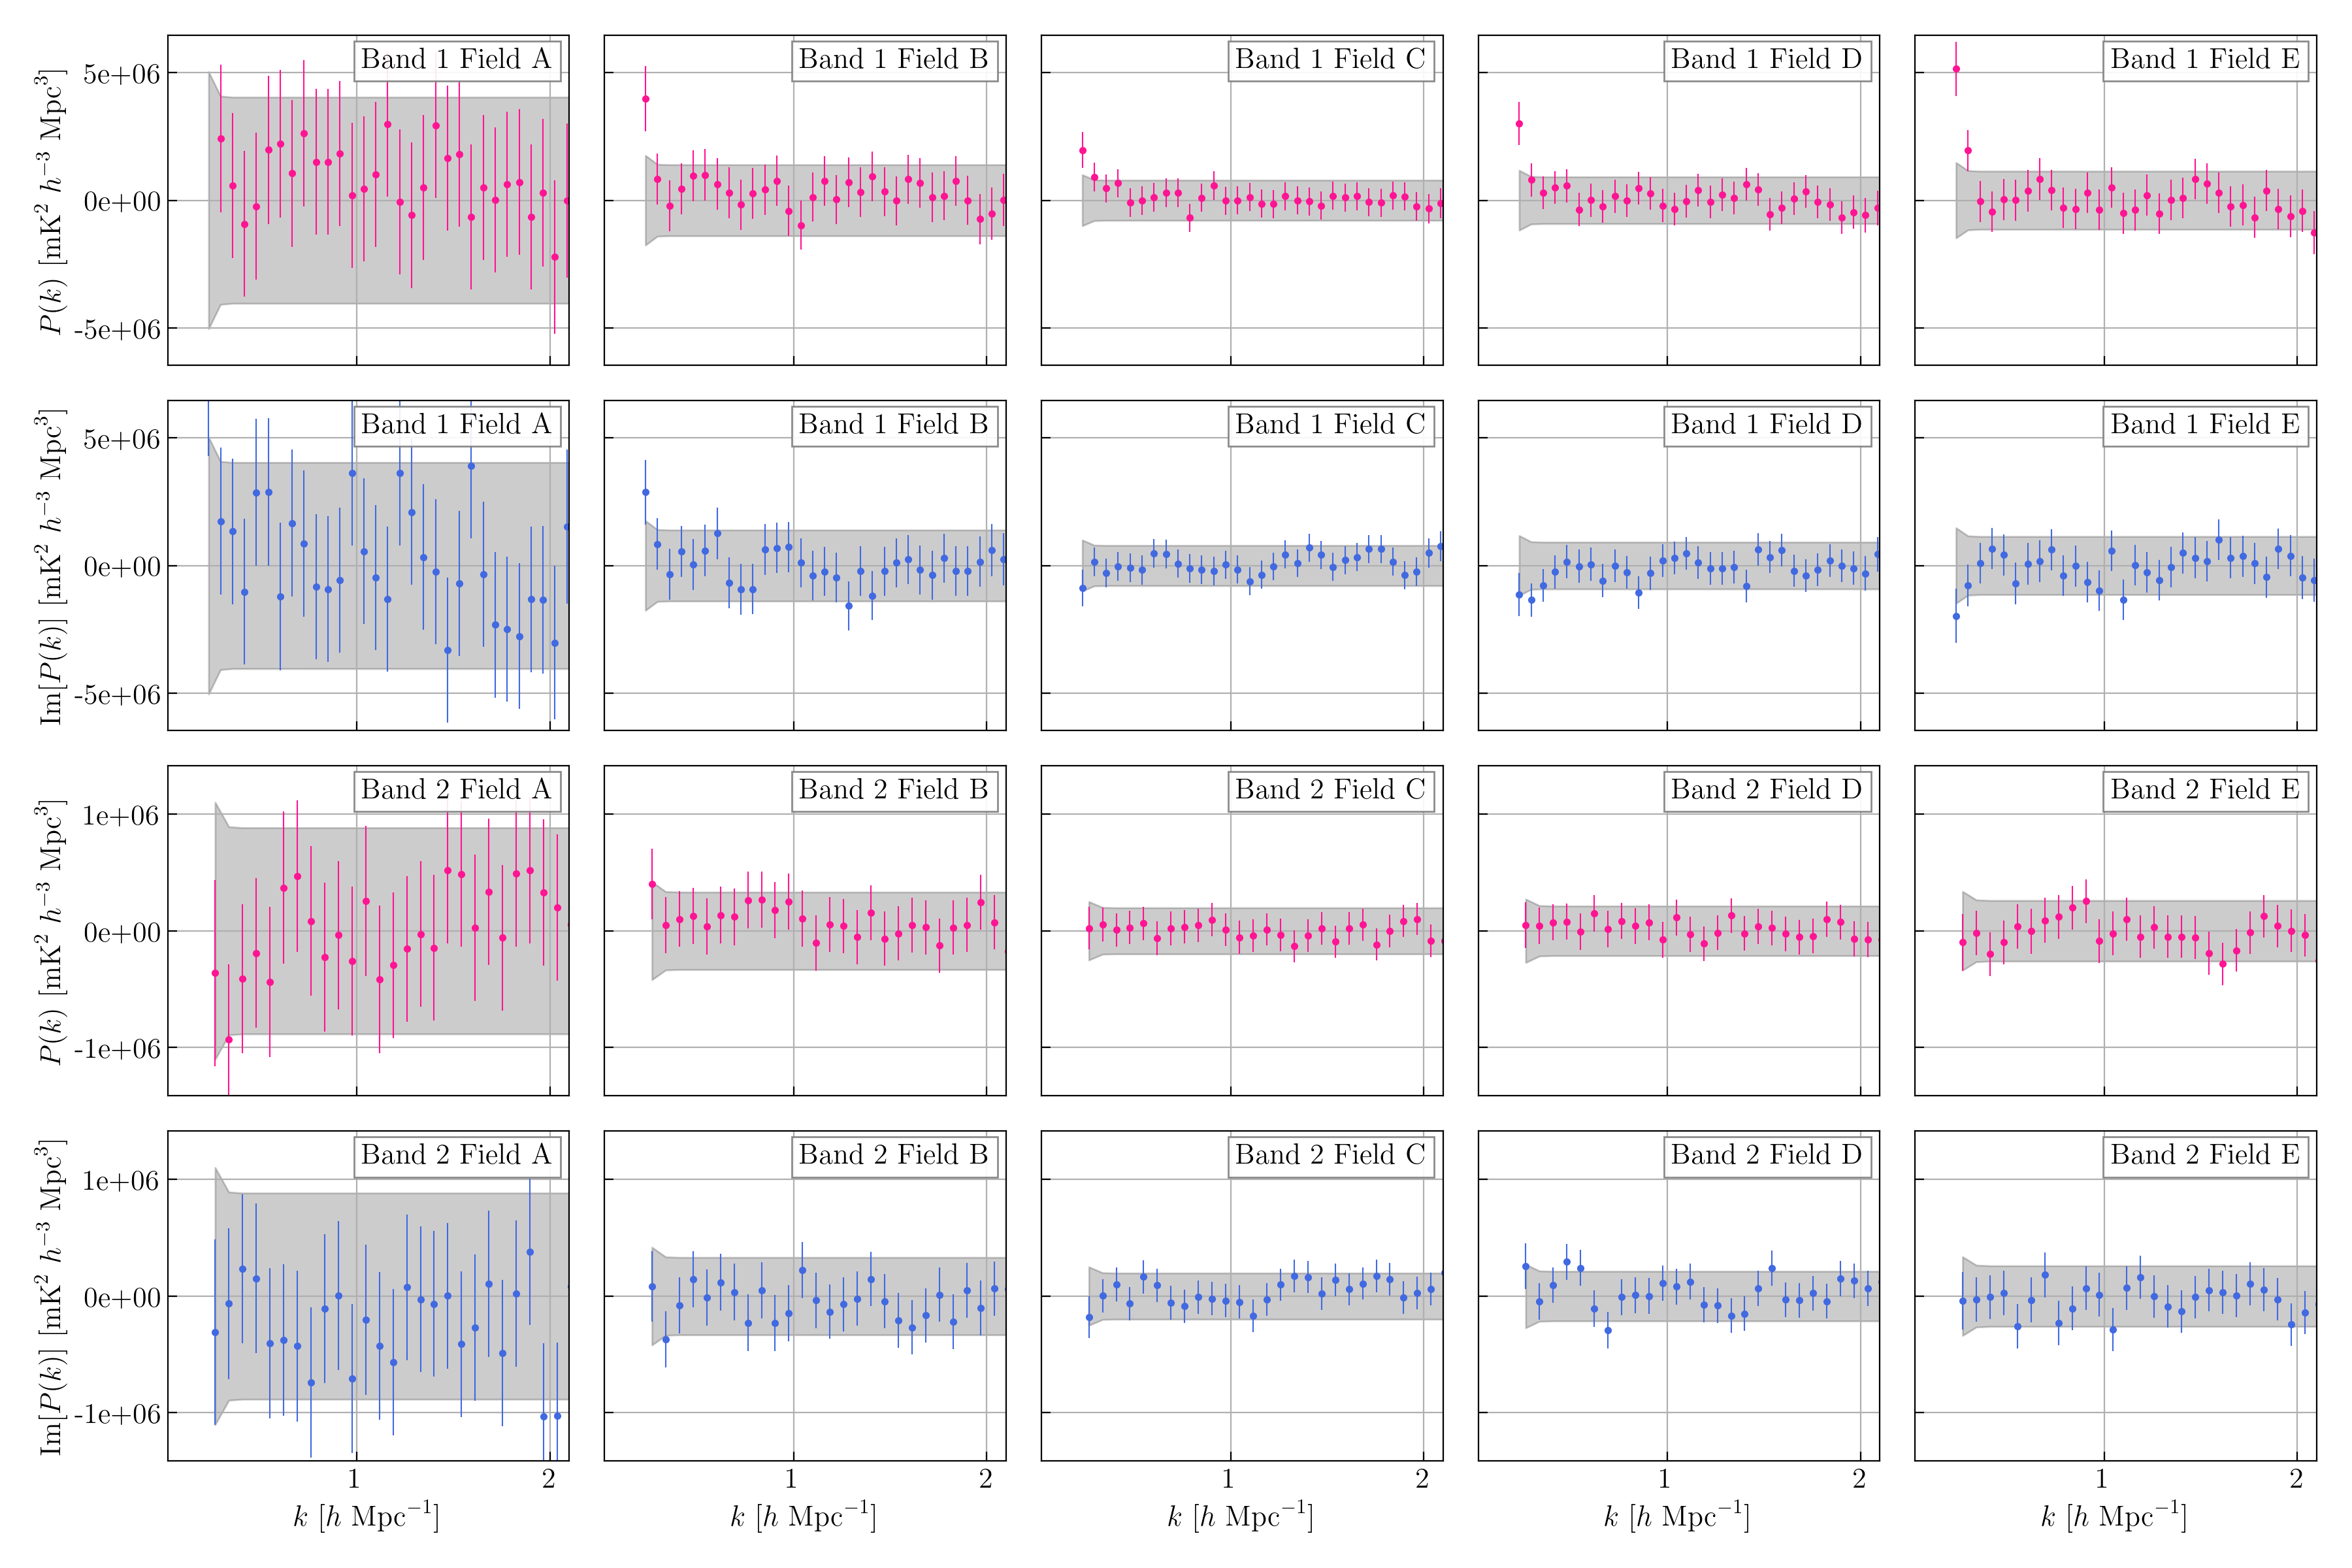 Band 1 Field A
Band 1 Field B
Band 1 Field C
Band 1 Field D
Band 1 Field E
P(k) [mK² h⁻³ Mpc³]
5e+06
0e+00
-5e+06
Band 1 Field A
Band 1 Field B
Band 1 Field C
Band 1 Field D
Band 1 Field E
Im[P(k)] [mK² h⁻³ Mpc³]
5e+06
0e+00
-5e+06
Band 2 Field A
Band 2 Field B
Band 2 Field C
Band 2 Field D
Band 2 Field E
P(k) [mK² h⁻³ Mpc³]
1e+06
0e+00
-1e+06
Band 2 Field A
Band 2 Field B
Band 2 Field C
Band 2 Field D
Band 2 Field E
Im[P(k)] [mK² h⁻³ Mpc³]
1e+06
0e+00
-1e+06
1 2
1 2
1 2
1 2
1 2
k [h Mpc⁻¹]
k [h Mpc⁻¹]
k [h Mpc⁻¹]
k [h Mpc⁻¹]
k [h Mpc⁻¹]